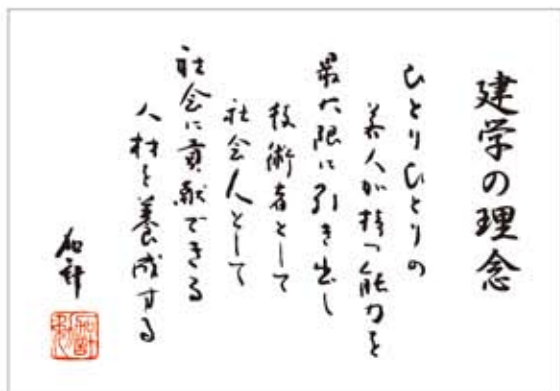 建学の理念
ひとりひとりの
若人が持つ能力を
最大限に引き出し
技術者として
社会人として
社会に貢献できる
人材を養成する